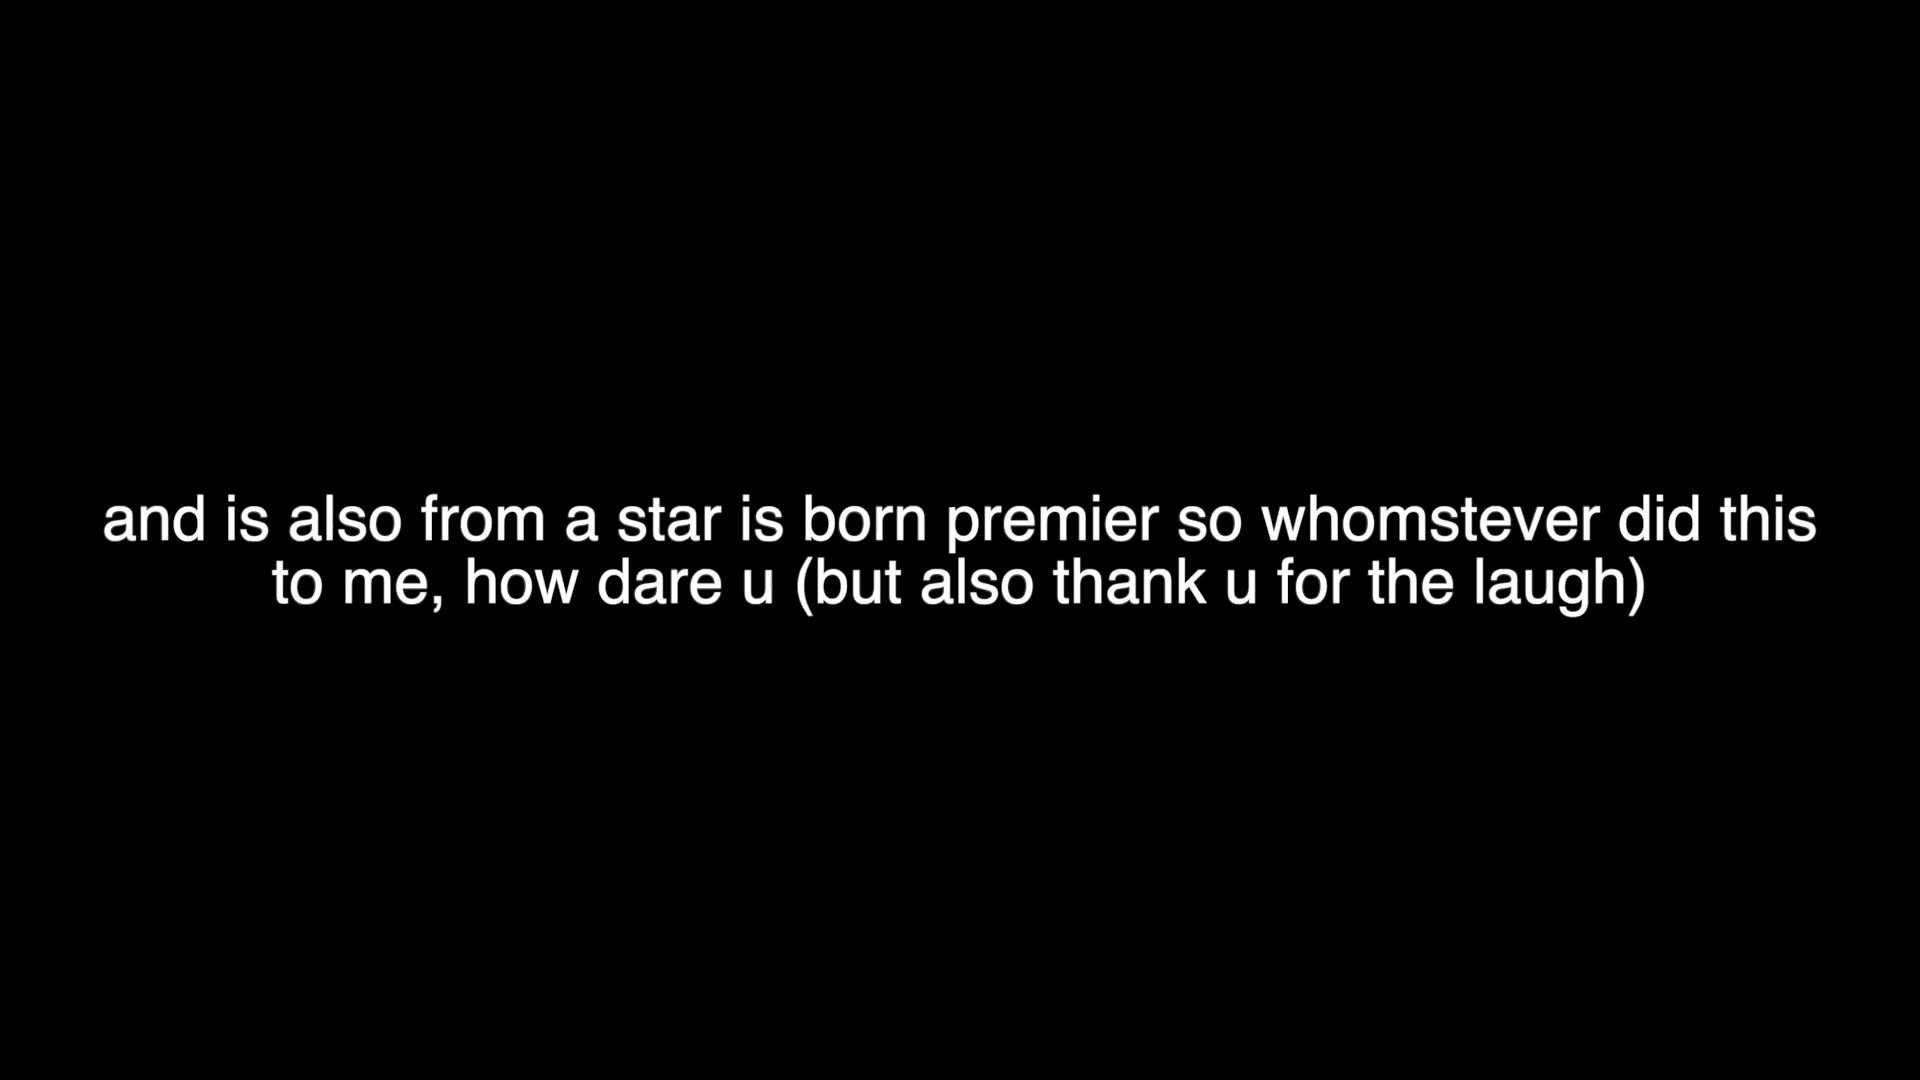 and is also from a star is born premier so whomstever did this
to me, how dare u (but also thank u for the laugh)